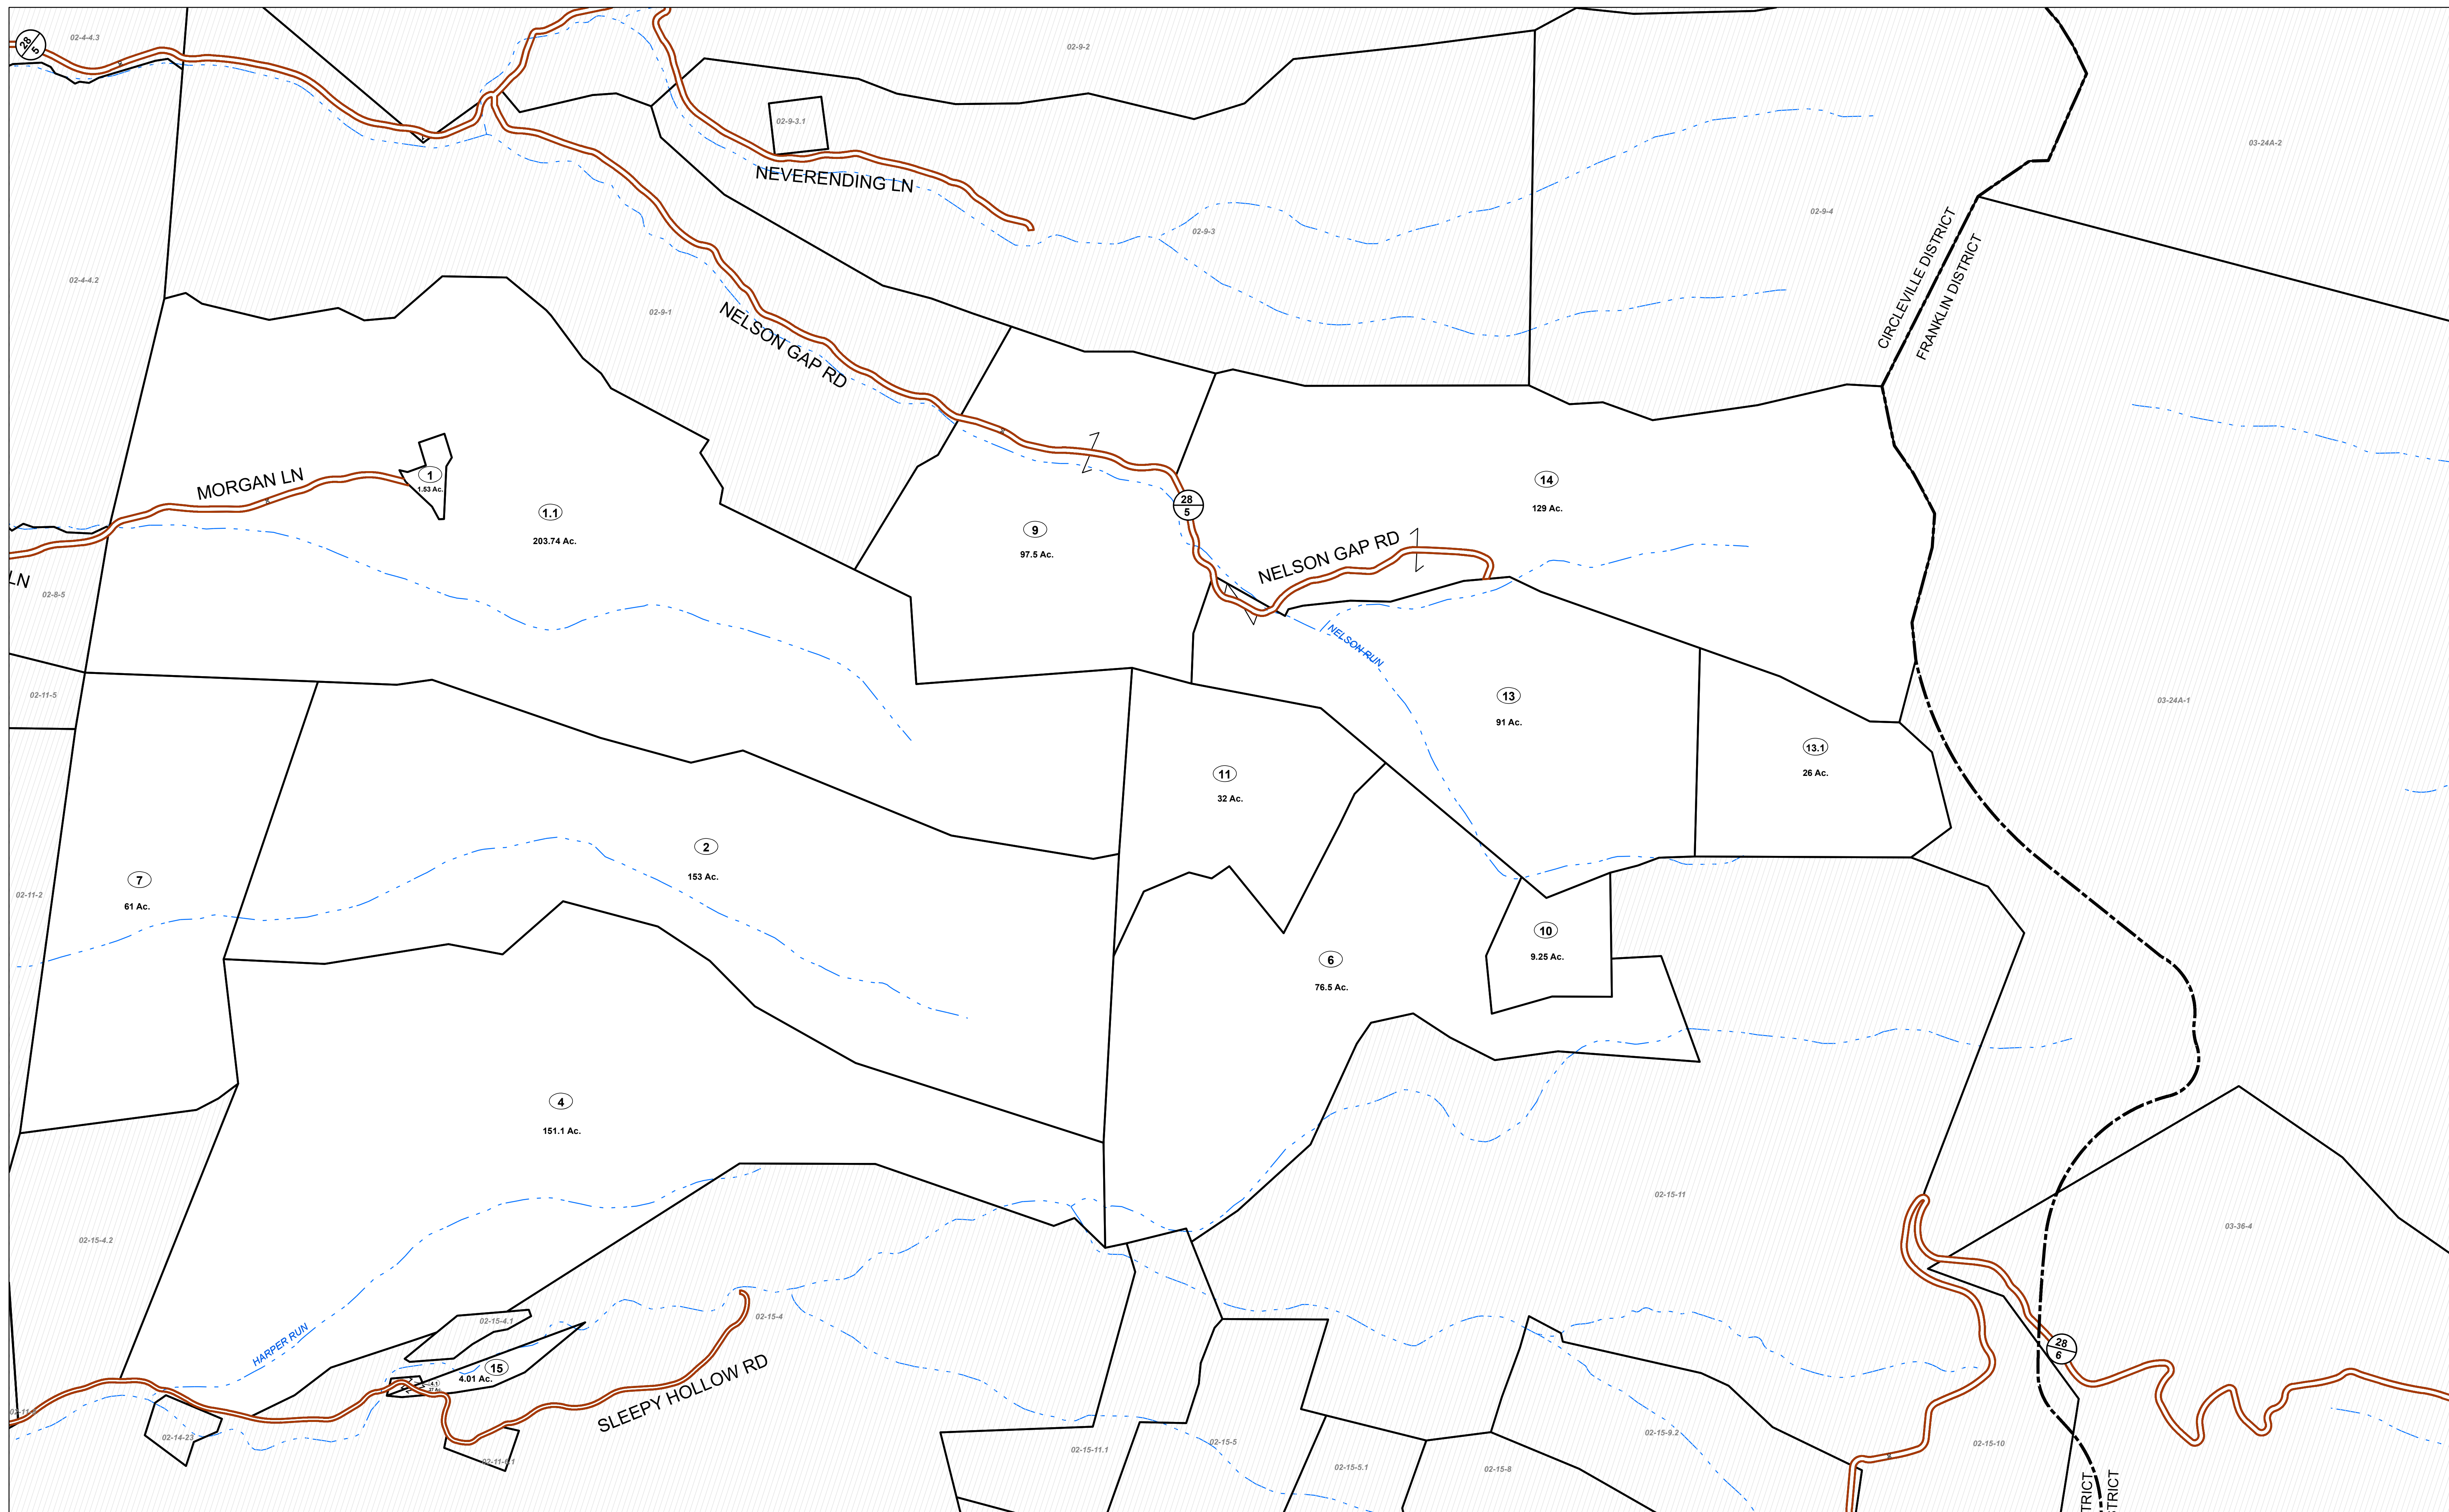 28
5
02-4-4.3
02-9-2
03-24A-2
02-9-3.1
NEVERENDING LN
02-9-3
02-9-4
CIRCLEVILLE DISTRICT
FRANKLIN DISTRICT
02-4-4.2
02-9-1
NELSON GAP RD
MORGAN LN
1
1.53 Ac.
1.1
203.74 Ac.
28
5
9
97.5 Ac.
14
129 Ac.
NELSON GAP RD
LN
02-8-5
NELSON RUN
02-11-5
13
91 Ac.
03-24A-1
13.1
26 Ac.
11
32 Ac.
2
153 Ac.
7
61 Ac.
02-11-2
10
9.25 Ac.
6
76.5 Ac.
4
151.1 Ac.
02-15-11
02-15-4.2
03-36-4
02-15-4.1
02-15-4
HARPER RUN
28
6
15
4.01 Ac.
SLEEPY HOLLOW RD
02-14-23
02-15-11.1
02-15-5
02-15-5.1
02-15-8
02-15-9.2
02-15-10
TRICT
TRICT